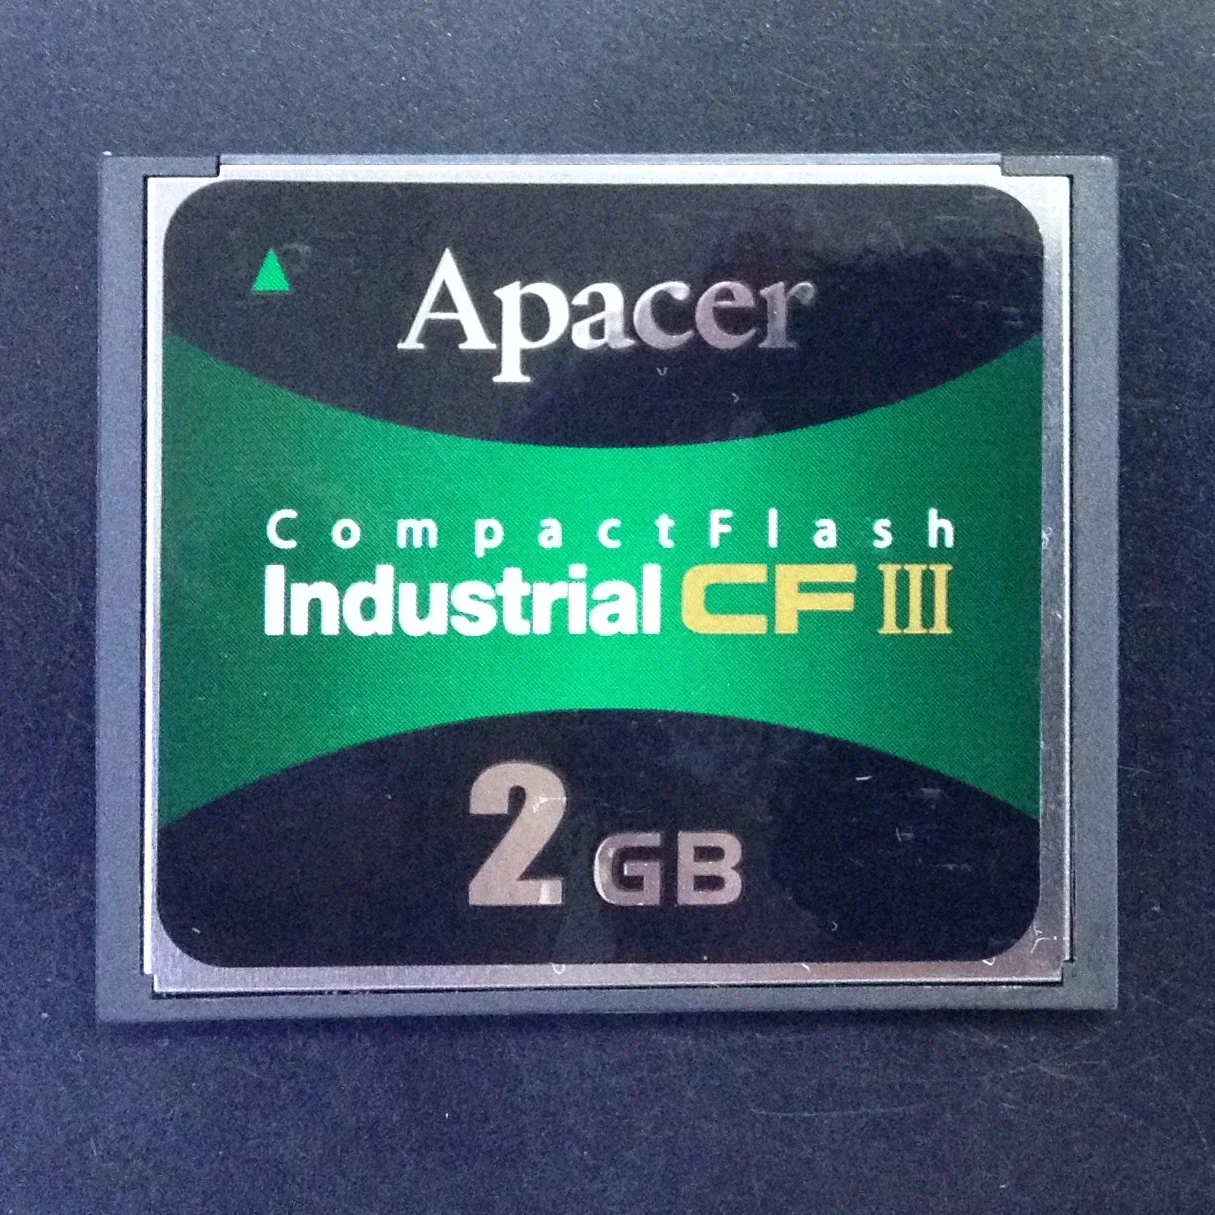 Apacer
CompactFlash
Industrial CF III
2 GB